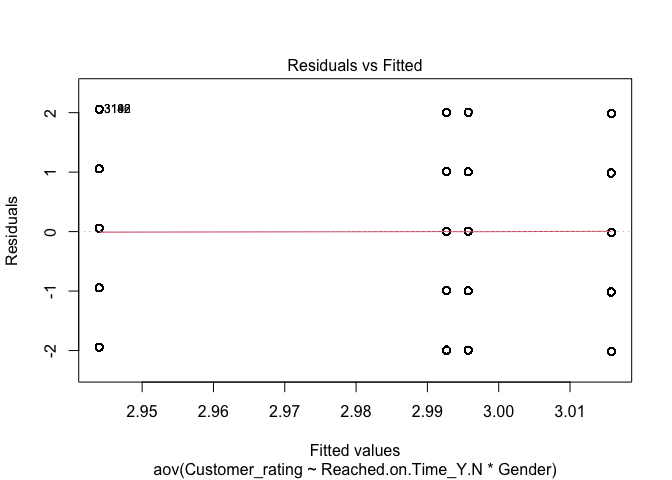 Residuals vs Fitted
Residuals
2
1
0
-1
-2
2.95 2.96 2.97 2.98 2.99 3.00 3.01
Fitted values
aov(Customer_rating ~ Reached.on.Time_Y.N * Gender)